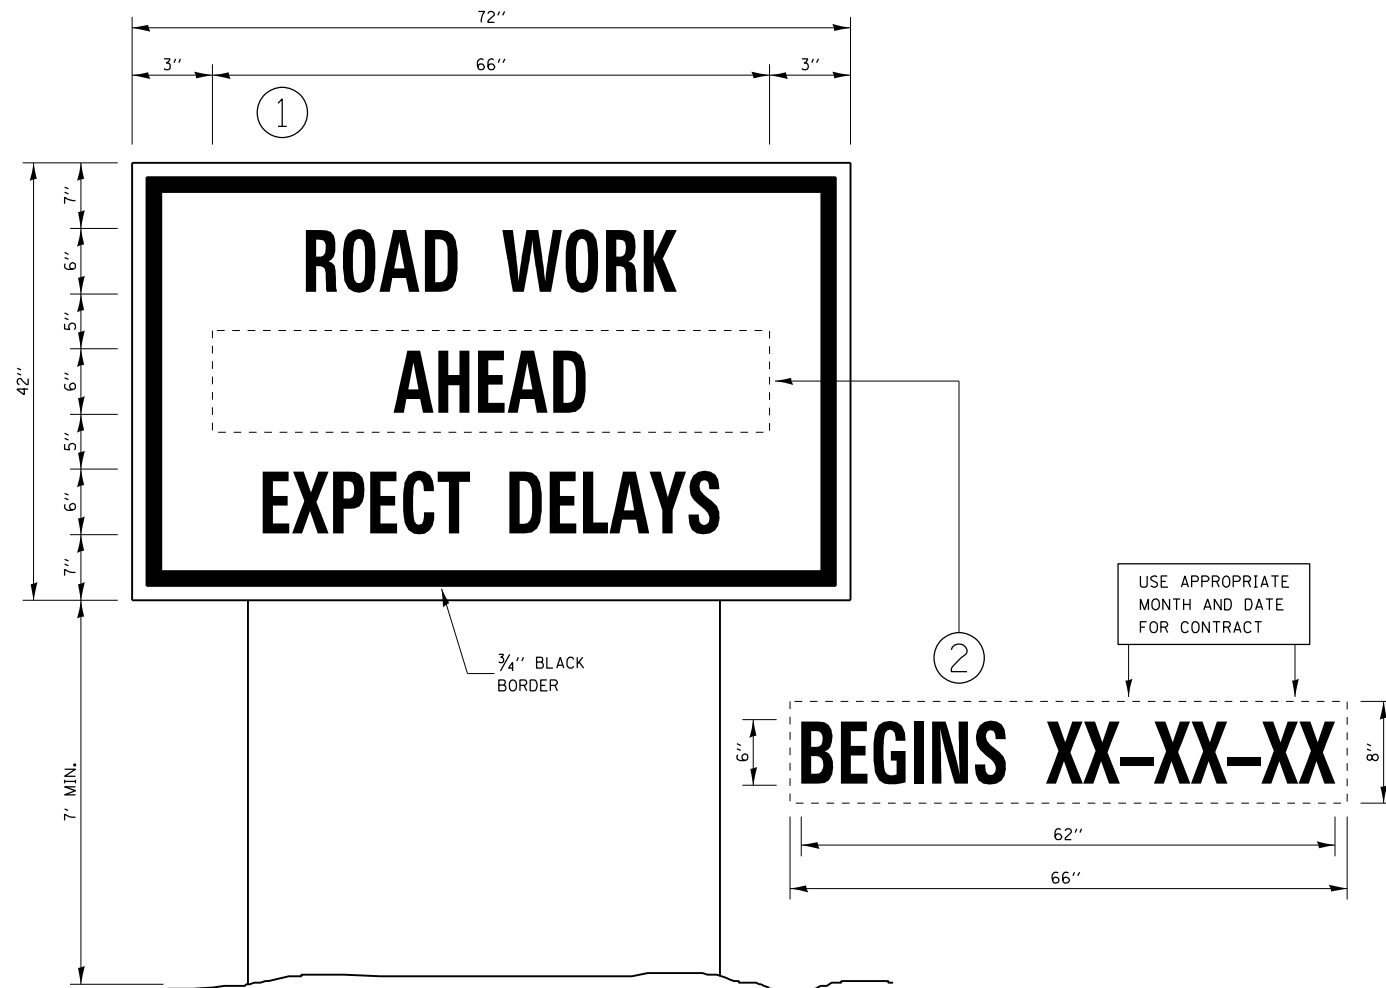 72''
3'' 66'' 3''
1
7''
6''
5''
6''
5''
6''
7''
42''
7' MIN.
ROAD WORK
AHEAD
EXPECT DELAYS
3/4'' BLACK
BORDER
2
USE APPROPRIATE
MONTH AND DATE
FOR CONTRACT
6''
BEGINS XX–XX–XX
8''
62''
66''